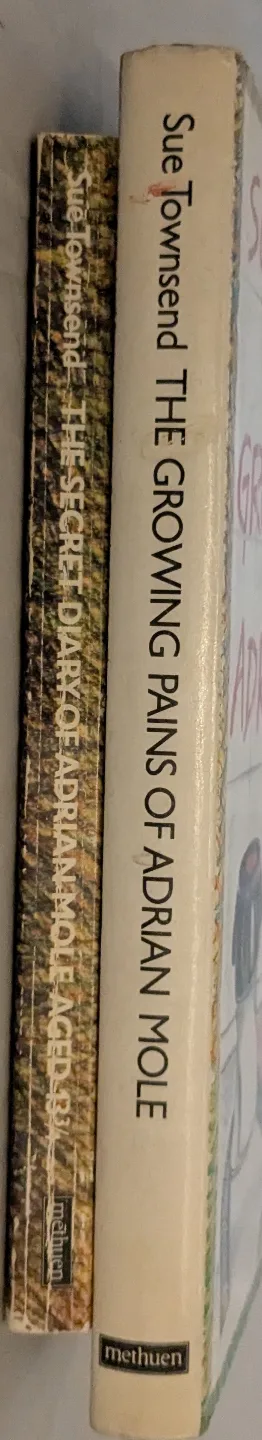 Sue Townsend THE SECRET DIARY OF ADRIAN MOLE AGED 13¾
methuen
Sue Townsend THE GROWING PAINS OF ADRIAN MOLE
methuen